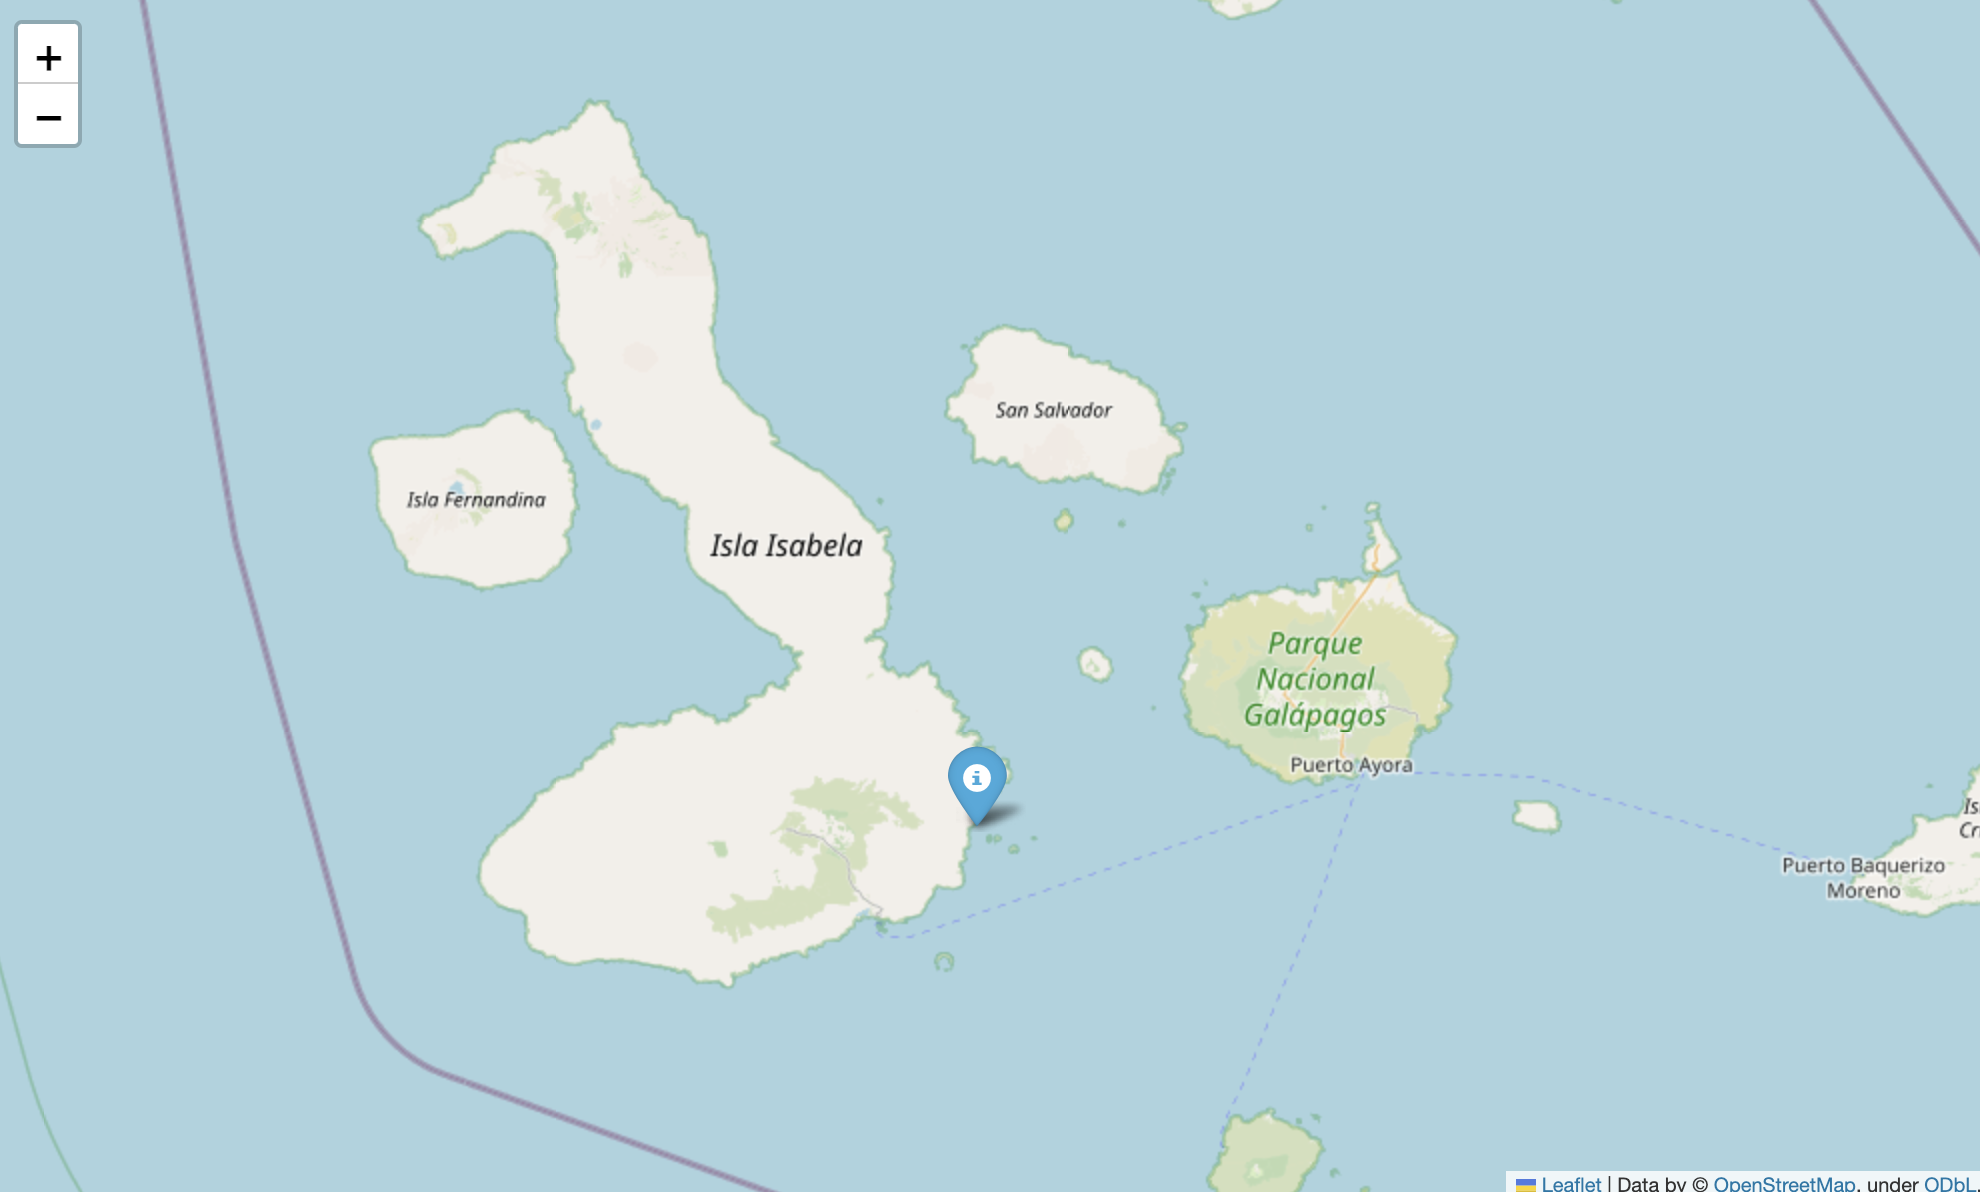 +
−
San Salvador
Isla Fernandina
Isla Isabela
Parque
Nacional
Galápagos
Puerto Ayora
Puerto Baquerizo
Moreno
Leaflet | Data by © OpenStreetMap, under ODbL.